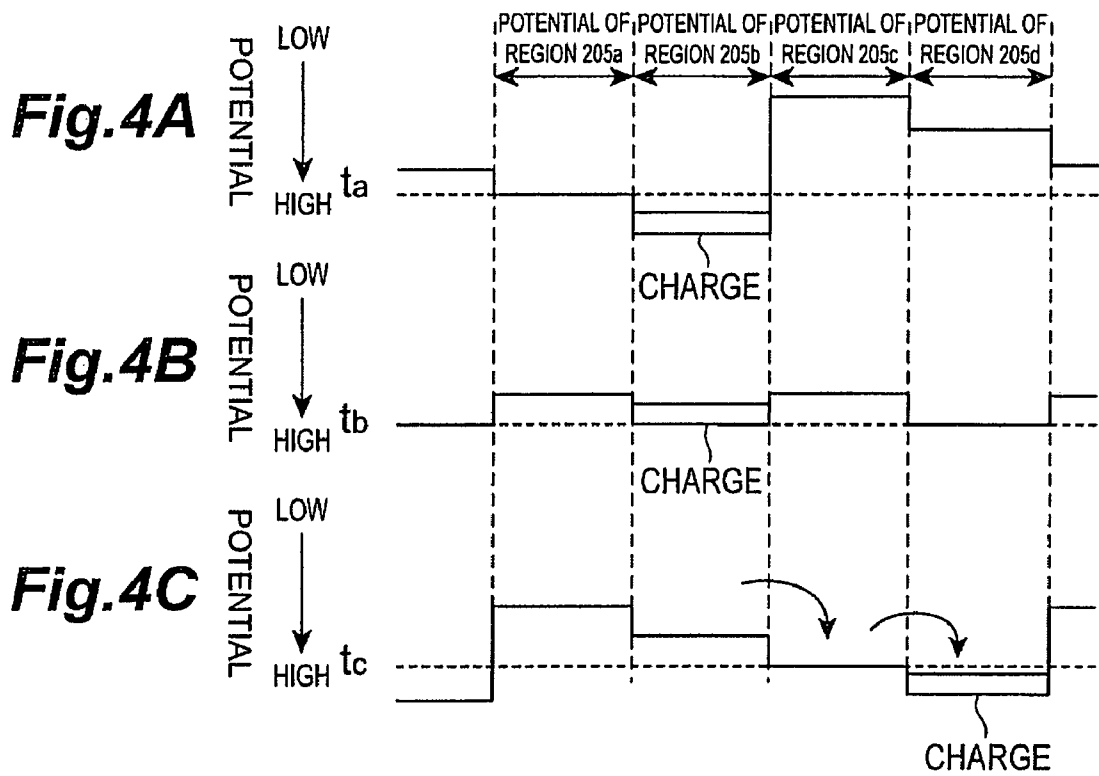 POTENTIAL OF REGION 205a
POTENTIAL OF REGION 205b
POTENTIAL OF REGION 205c
POTENTIAL OF REGION 205d
Fig.4A
POTENTIAL
LOW
HIGH
ta
CHARGE
Fig.4B
POTENTIAL
LOW
HIGH
tb
CHARGE
Fig.4C
POTENTIAL
LOW
HIGH
tc
CHARGE